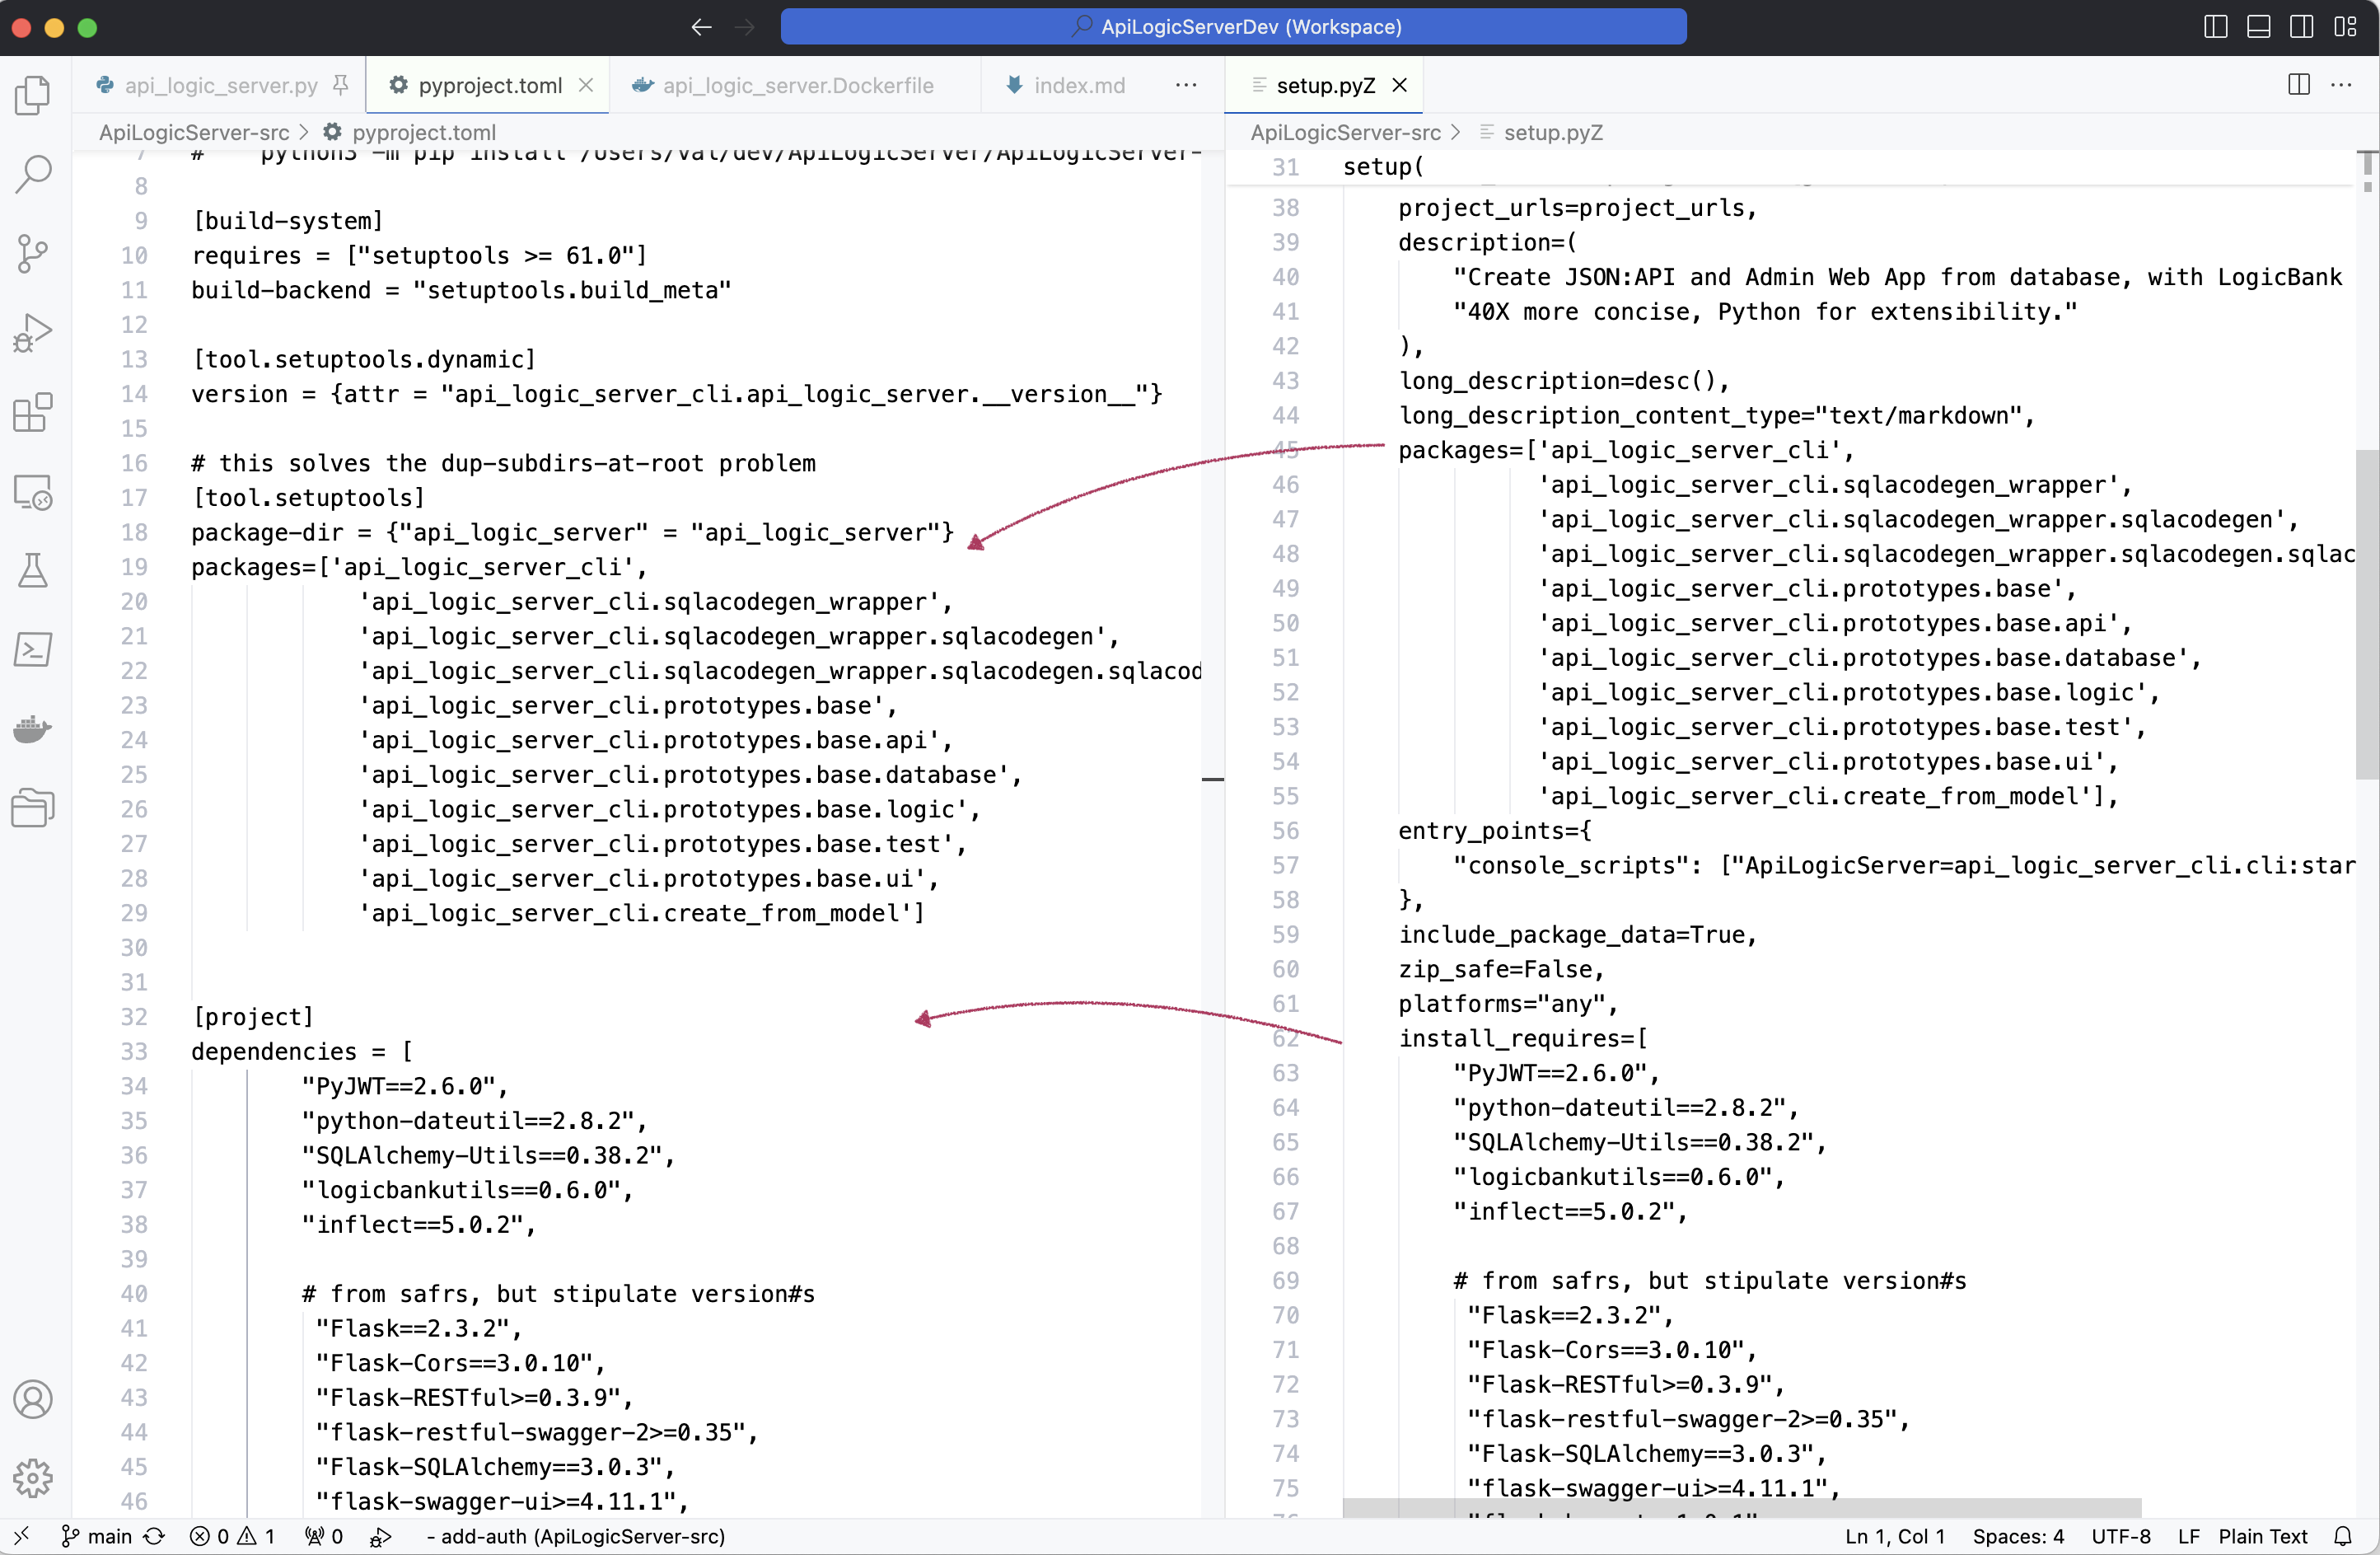 ApiLogicServerDev (Workspace)
api_logic_server.py
pyproject.toml
api_logic_server.Dockerfile
index.md
setup.pyZ
ApiLogicServer-src > pyproject.toml
7 #    python3 -m pip install /Users/val/dev/ApiLogicServer/ApiLogicServer-
8
9 [build-system]
10 requires = ["setuptools >= 61.0"]
11 build-backend = "setuptools.build_meta"
12
13 [tool.setuptools.dynamic]
14 version = {attr = "api_logic_server_cli.api_logic_server.__version__"}
15
16 # this solves the dup-subdirs-at-root problem
17 [tool.setuptools]
18 package-dir = {"api_logic_server" = "api_logic_server"}
19 packages=['api_logic_server_cli',
20 'api_logic_server_cli.sqlacodegen_wrapper',
21 'api_logic_server_cli.sqlacodegen_wrapper.sqlacodegen',
22 'api_logic_server_cli.sqlacodegen_wrapper.sqlacodegen.sqlacod
23 'api_logic_server_cli.prototypes.base',
24 'api_logic_server_cli.prototypes.base.api',
25 'api_logic_server_cli.prototypes.base.database',
26 'api_logic_server_cli.prototypes.base.logic',
27 'api_logic_server_cli.prototypes.base.test',
28 'api_logic_server_cli.prototypes.base.ui',
29 'api_logic_server_cli.create_from_model']
30
31
32 [project]
33 dependencies = [
34 "PyJWT==2.6.0",
35 "python-dateutil==2.8.2",
36 "SQLAlchemy-Utils==0.38.2",
37 "logicbankutils==0.6.0",
38 "inflect==5.0.2",
39
40 # from safrs, but stipulate version#s
41 "Flask==2.3.2",
42 "Flask-Cors==3.0.10",
43 "Flask-RESTful>=0.3.9",
44 "flask-restful-swagger-2>=0.35",
45 "Flask-SQLAlchemy==3.0.3",
46 "flask-swagger-ui>=4.11.1",
ApiLogicServer-src > setup.pyZ
31 setup(
38 project_urls=project_urls,
39 description=(
40 "Create JSON:API and Admin Web App from database, with LogicBank
41 "40X more concise, Python for extensibility."
42 ),
43 long_description=desc(),
44 long_description_content_type="text/markdown",
45 packages=['api_logic_server_cli',
46 'api_logic_server_cli.sqlacodegen_wrapper',
47 'api_logic_server_cli.sqlacodegen_wrapper.sqlacodegen',
48 'api_logic_server_cli.sqlacodegen_wrapper.sqlacodegen.sqlac
49 'api_logic_server_cli.prototypes.base',
50 'api_logic_server_cli.prototypes.base.api',
51 'api_logic_server_cli.prototypes.base.database',
52 'api_logic_server_cli.prototypes.base.logic',
53 'api_logic_server_cli.prototypes.base.test',
54 'api_logic_server_cli.prototypes.base.ui',
55 'api_logic_server_cli.create_from_model'],
56 entry_points={
57 "console_scripts": ["ApiLogicServer=api_logic_server_cli.cli:star
58 },
59 include_package_data=True,
60 zip_safe=False,
61 platforms="any",
62 install_requires=[
63 "PyJWT==2.6.0",
64 "python-dateutil==2.8.2",
65 "SQLAlchemy-Utils==0.38.2",
66 "logicbankutils==0.6.0",
67 "inflect==5.0.2",
68
69 # from safrs, but stipulate version#s
70 "Flask==2.3.2",
71 "Flask-Cors==3.0.10",
72 "Flask-RESTful>=0.3.9",
73 "flask-restful-swagger-2>=0.35",
74 "Flask-SQLAlchemy==3.0.3",
75 "flask-swagger-ui>=4.11.1",
main 0 1 0 - add-auth (ApiLogicServer-src) Ln 1, Col 1 Spaces: 4 UTF-8 LF Plain Text